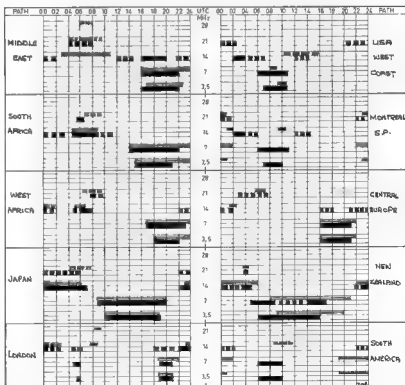 PATH 00 02 04 06 08 10 12 14 16 18 20 22 24 UTC 00 02 04 06 08 10 12 14 16 18 20 22 24 PATH
MHz
28
MIDDLE 21 USA
EAST 14 WEST
7 COAST
3,5
28
SOUTH 21 MONTREAL
AFRICA 14 S.P.
7
3,5
28
WEST 21 CENTRAL
AFRICA 14 EUROPE
7
3,5
28
JAPAN 21 NEW
14 ZEALAND
7
3,5
28
LONDON 21 SOUTH
14 AMERICA
7
3,5